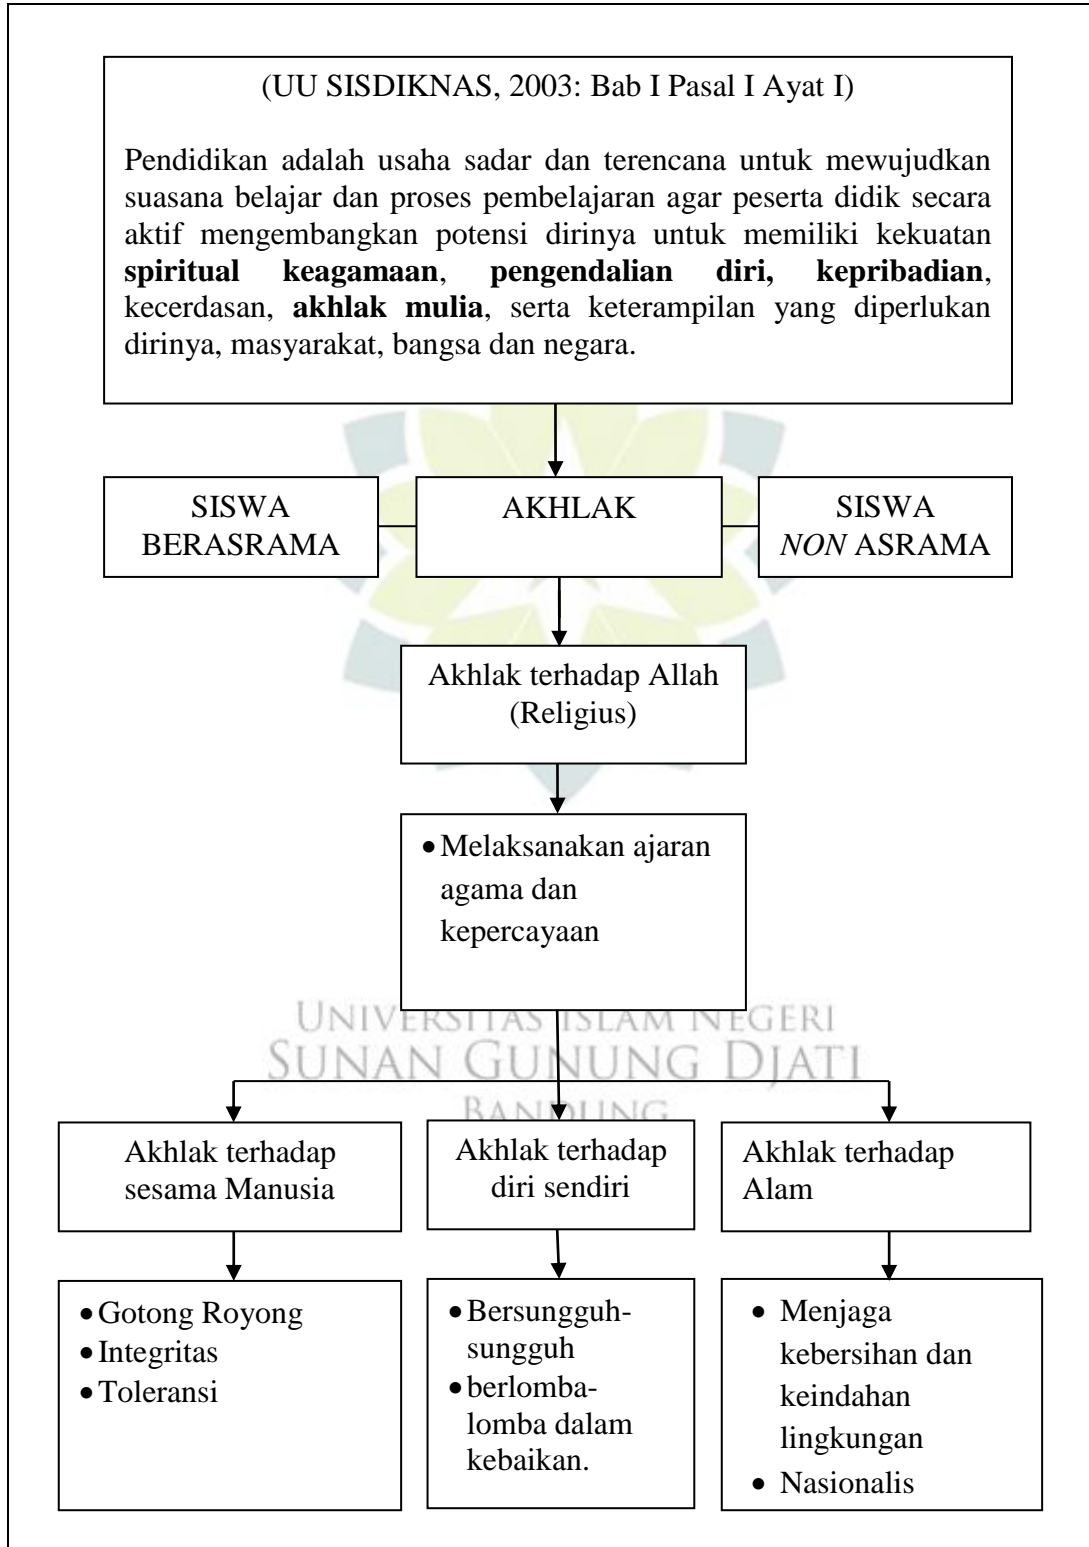 (UU SISDIKNAS, 2003: Bab I Pasal I Ayat I)
Pendidikan adalah usaha sadar dan terencana untuk mewujudkan
suasana belajar dan proses pembelajaran agar peserta didik secara
aktif mengembangkan potensi dirinya untuk memiliki kekuatan
spiritual keagamaan, pengendalian diri, kepribadian,
kecerdasan, akhlak mulia, serta keterampilan yang diperlukan
dirinya, masyarakat, bangsa dan negara.
SISWA
BERASRAMA
AKHLAK
SISWA
NON ASRAMA
Akhlak terhadap Allah
(Religius)
• Melaksanakan ajaran
agama dan
kepercayaan
UNIVERSITAS ISLAM NEGERI
SUNAN GUNUNG DJATI
BANDUNG
Akhlak terhadap
sesama Manusia
Akhlak terhadap
diri sendiri
Akhlak terhadap
Alam
• Gotong Royong
• Integritas
• Toleransi
• Bersungguh-
sungguh
• berlomba-
lomba dalam
kebaikan.
• Menjaga
kebersihan dan
keindahan
lingkungan
• Nasionalis